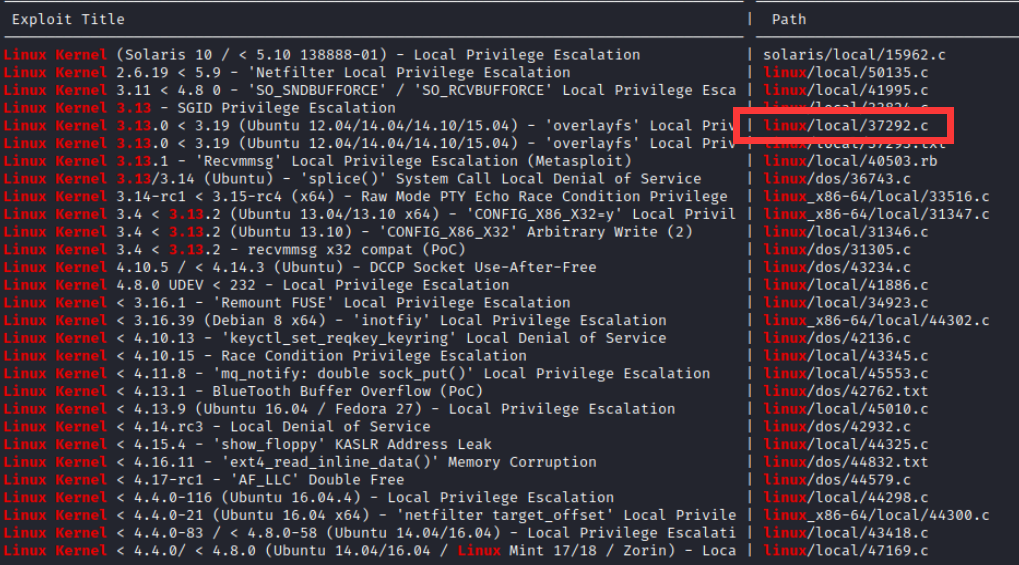 Exploit Title | Path
Linux Kernel (Solaris 10 / < 5.10 138888-01) - Local Privilege Escalation | solaris/local/15962.c
Linux Kernel 2.6.19 < 5.9 - 'Netfilter Local Privilege Escalation | linux/local/50135.c
Linux Kernel 3.11 < 4.8 0 - 'SO_SNDBUFFORCE' / 'SO_RCVBUFFORCE' Local Privilege Esca | linux/local/41995.c
Linux Kernel 3.13 - SGID Privilege Escalation | linux/local/33824.c
Linux Kernel 3.13.0 < 3.19 (Ubuntu 12.04/14.04/14.10/15.04) - 'overlayfs' Local Priv | linux/local/37292.c
Linux Kernel 3.13.0 < 3.19 (Ubuntu 12.04/14.04/14.10/15.04) - 'overlayfs' Local Priv | linux/local/37293.txt
Linux Kernel 3.13.1 - 'Recvmmsg' Local Privilege Escalation (Metasploit) | linux/local/40503.rb
Linux Kernel 3.13/3.14 (Ubuntu) - 'splice()' System Call Local Denial of Service | linux/dos/36743.c
Linux Kernel 3.14-rc1 < 3.15-rc4 (x64) - Raw Mode PTY Echo Race Condition Privilege | linux_x86-64/local/33516.c
Linux Kernel 3.4 < 3.13.2 (Ubuntu 13.04/13.10 x64) - 'CONFIG_X86_X32=y' Local Privil | linux_x86-64/local/31347.c
Linux Kernel 3.4 < 3.13.2 (Ubuntu 13.10) - 'CONFIG_X86_X32' Arbitrary Write (2) | linux/local/31346.c
Linux Kernel 3.4 < 3.13.2 - recvmmsg x32 compat (PoC) | linux/dos/31305.c
Linux Kernel 4.10.5 / < 4.14.3 (Ubuntu) - DCCP Socket Use-After-Free | linux/dos/43234.c
Linux Kernel 4.8.0 UDEV < 232 - Local Privilege Escalation | linux/local/41886.c
Linux Kernel < 3.16.1 - 'Remount FUSE' Local Privilege Escalation | linux/local/34923.c
Linux Kernel < 3.16.39 (Debian 8 x64) - 'inotfiy' Local Privilege Escalation | linux_x86-64/local/44302.c
Linux Kernel < 4.10.13 - 'keyctl_set_reqkey_keyring' Local Denial of Service | linux/dos/42136.c
Linux kernel < 4.10.15 - Race Condition Privilege Escalation | linux/local/43345.c
Linux Kernel < 4.11.8 - 'mq_notify: double sock_put()' Local Privilege Escalation | linux/local/45553.c
Linux Kernel < 4.13.1 - BlueTooth Buffer Overflow (PoC) | linux/dos/42762.txt
Linux Kernel < 4.13.9 (Ubuntu 16.04 / Fedora 27) - Local Privilege Escalation | linux/local/45010.c
Linux Kernel < 4.14.rc3 - Local Denial of Service | linux/dos/42932.c
Linux Kernel < 4.15.4 - 'show_floppy' KASLR Address Leak | linux/local/44325.c
Linux Kernel < 4.16.11 - 'ext4_read_inline_data()' Memory Corruption | linux/dos/44832.txt
Linux Kernel < 4.17-rc1 - 'AF_LLC' Double Free | linux/dos/44579.c
Linux Kernel < 4.4.0-116 (Ubuntu 16.04.4) - Local Privilege Escalation | linux/local/44298.c
Linux Kernel < 4.4.0-21 (Ubuntu 16.04 x64) - 'netfilter target_offset' Local Privile | linux_x86-64/local/44300.c
Linux Kernel < 4.4.0-83 / < 4.8.0-58 (Ubuntu 14.04/16.04) - Local Privilege Escalati | linux/local/43418.c
Linux Kernel < 4.4.0/ < 4.8.0 (Ubuntu 14.04/16.04 / Linux Mint 17/18 / Zorin) - Loca | linux/local/47169.c